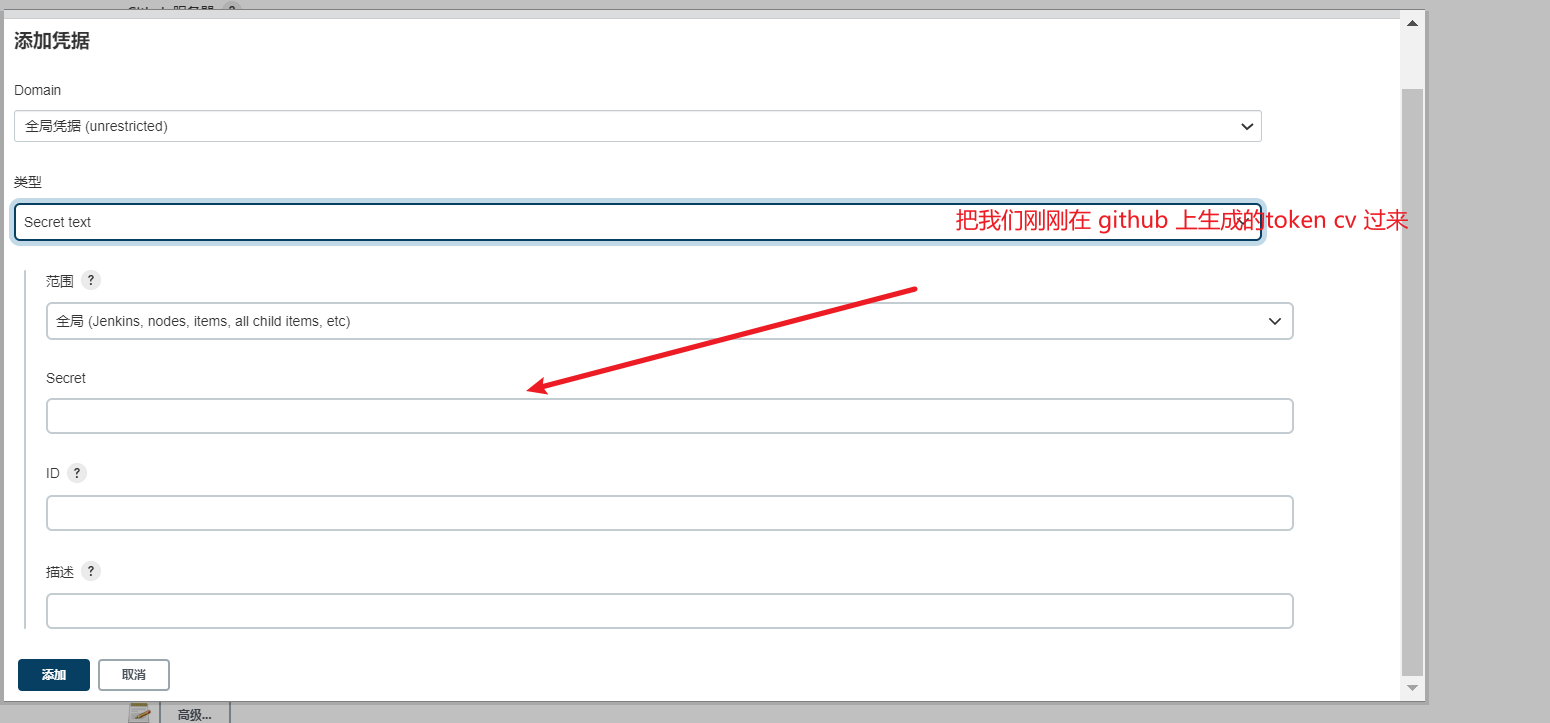 添加凭据
Domain
全局凭据 (unrestricted)
类型
Secret text
把我们刚刚在 github 上生成的token cv 过来
范围 ?
全局 (Jenkins, nodes, items, all child items, etc)
Secret
ID ?
描述 ?
添加 取消
高级...